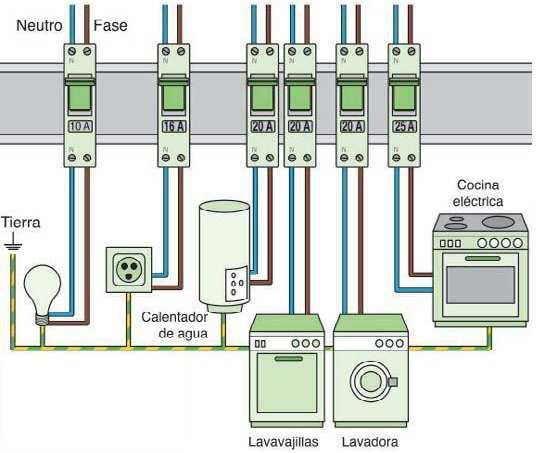 Neutro Fase
N N N N N N
10 A 16 A 20 A 20 A 20 A 25 A
N N N N N N
Cocina
eléctrica
Tierra
Calentador
de agua
Lavavajillas Lavadora